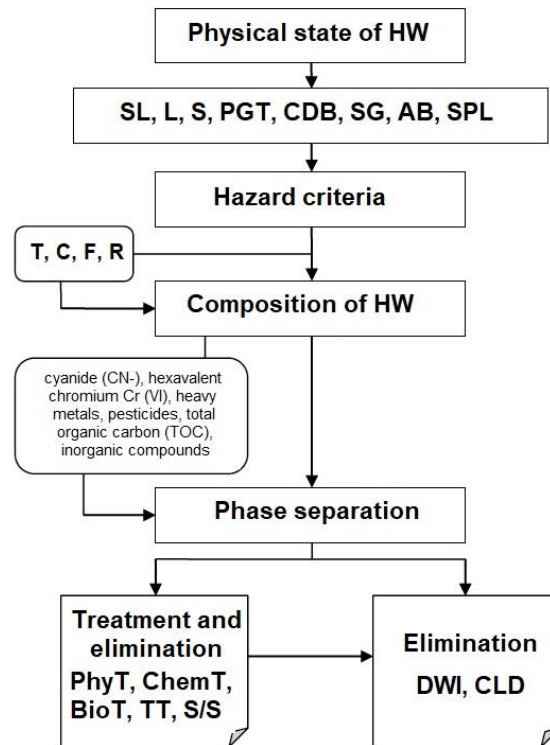 Physical state of HW
SL, L, S, PGT, CDB, SG, AB, SPL
Hazard criteria
T, C, F, R
Composition of HW
cyanide (CN-), hexavalent
chromium Cr (VI), heavy
metals, pesticides, total
organic carbon (TOC),
inorganic compounds
Phase separation
Treatment and
elimination
PhyT, ChemT,
BioT, TT, S/S
Elimination
DWI, CLD